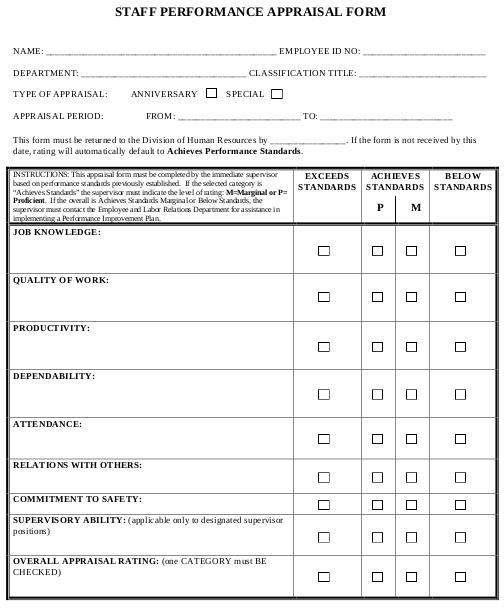 STAFF PERFORMANCE APPRAISAL FORM
NAME: ______________________________ EMPLOYEE ID NO: ________________
DEPARTMENT: ______________________ CLASSIFICATION TITLE: _________________
TYPE OF APPRAISAL: ANNIVERSARY ☐ SPECIAL ☐
APPRAISAL PERIOD: FROM: ________________ TO: _________________
This form must be returned to the Division of Human Resources by ______________. If the form is not received by this
date, rating will automatically default to Achieves Performance Standards.
INSTRUCTIONS: This appraisal form must be completed by the immediate supervisor
based on performance standards previously established. If the selected category is
"Achieves Standards" the supervisor must indicate the level of rating: M=Marginal or P=
Proficient. If the overall is Achieves Standards Marginal or Below Standards, the
supervisor must contact the Employee and Labor Relations Department for assistance in
implementing a Performance Improvement Plan.
EXCEEDS
STANDARDS
ACHIEVES
STANDARDS
P M
BELOW
STANDARDS
JOB KNOWLEDGE:
QUALITY OF WORK:
PRODUCTIVITY:
DEPENDABILITY:
ATTENDANCE:
RELATIONS WITH OTHERS:
COMMITMENT TO SAFETY:
SUPERVISORY ABILITY: (applicable only to designated supervisor
positions)
OVERALL APPRAISAL RATING: (one CATEGORY must BE
CHECKED)